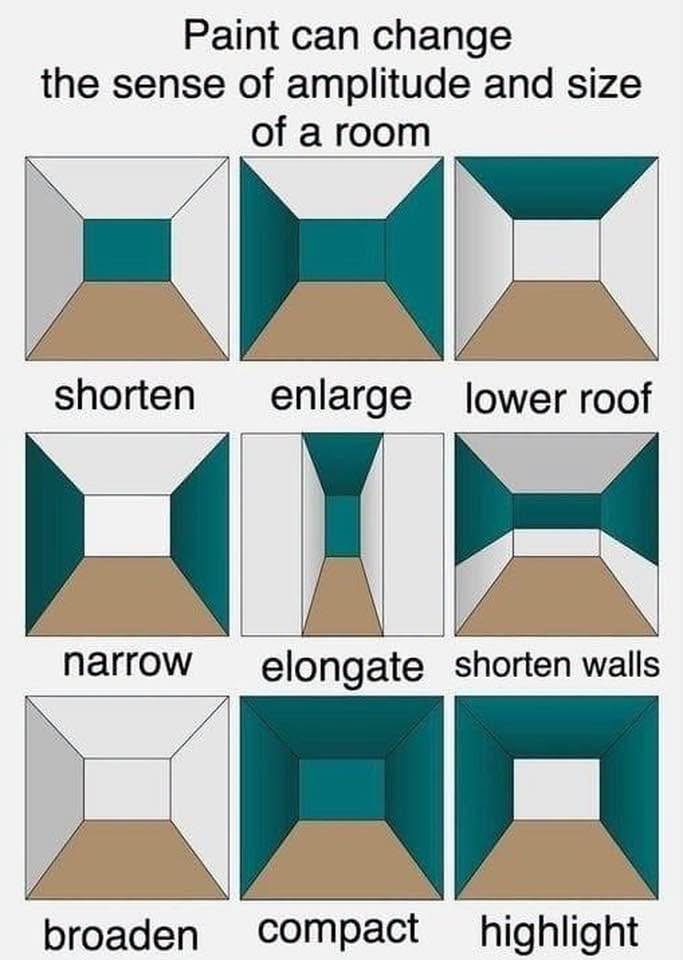 Paint can change
the sense of amplitude and size
of a room
shorten
enlarge
lower roof
narrow
elongate
shorten walls
broaden
compact
highlight